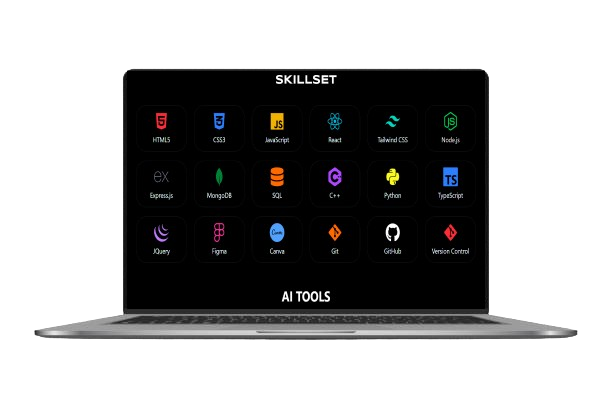 SKILLSET
HTML5 CSS3 JavaScript React Tailwind CSS Node.js
Express.js MongoDB SQL C++ Python TypeScript
JQuery Figma Canva Git GitHub Version Control
AI TOOLS